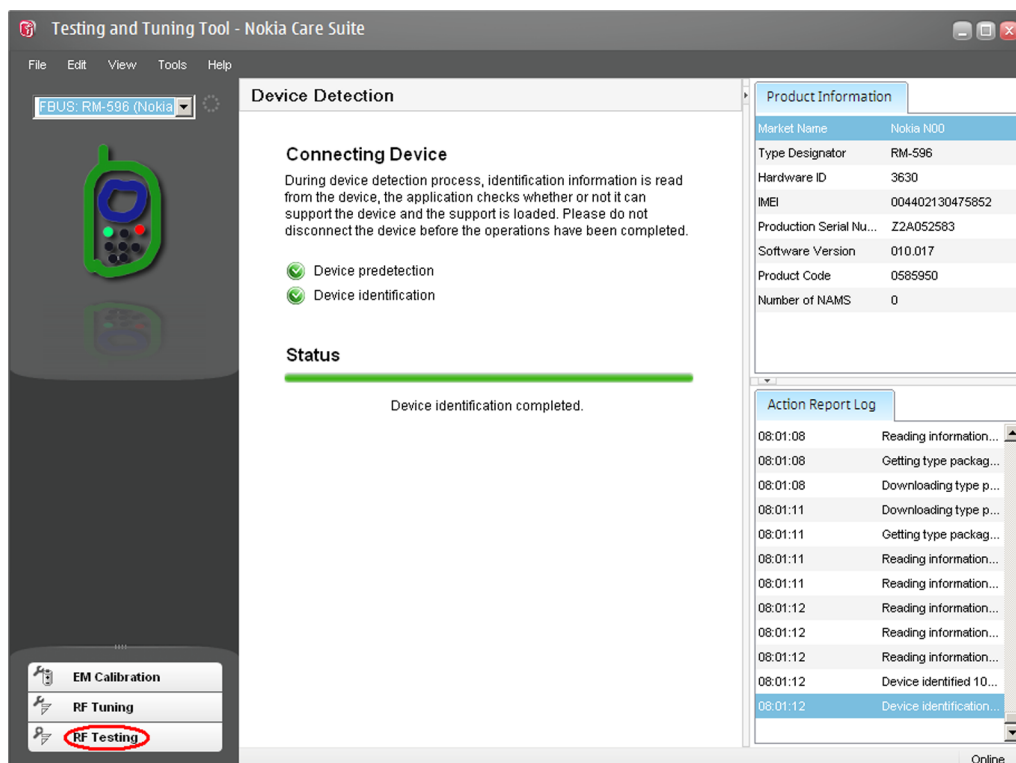 Testing and Tuning Tool - Nokia Care Suite
File Edit View Tools Help
FBUS: RM-596 (Nokia
Device Detection
Connecting Device
During device detection process, identification information is read
from the device, the application checks whether or not it can
support the device and the support is loaded. Please do not
disconnect the device before the operations have been completed.
Device predetection
Device identification
Status
Device identification completed.
EM Calibration
RF Tuning
RF Testing
Product Information
Market Name Nokia N00
Type Designator RM-596
Hardware ID 3630
IMEI 004402130475852
Production Serial Nu... Z2A052583
Software Version 010.017
Product Code 0585950
Number of NAMS 0
Action Report Log
08:01:08 Reading information...
08:01:08 Getting type packag...
08:01:08 Downloading type p...
08:01:11 Downloading type p...
08:01:11 Getting type packag...
08:01:11 Reading information...
08:01:11 Reading information...
08:01:12 Reading information...
08:01:12 Reading information...
08:01:12 Reading information...
08:01:12 Device identified 10...
08:01:12 Device identification...
Online